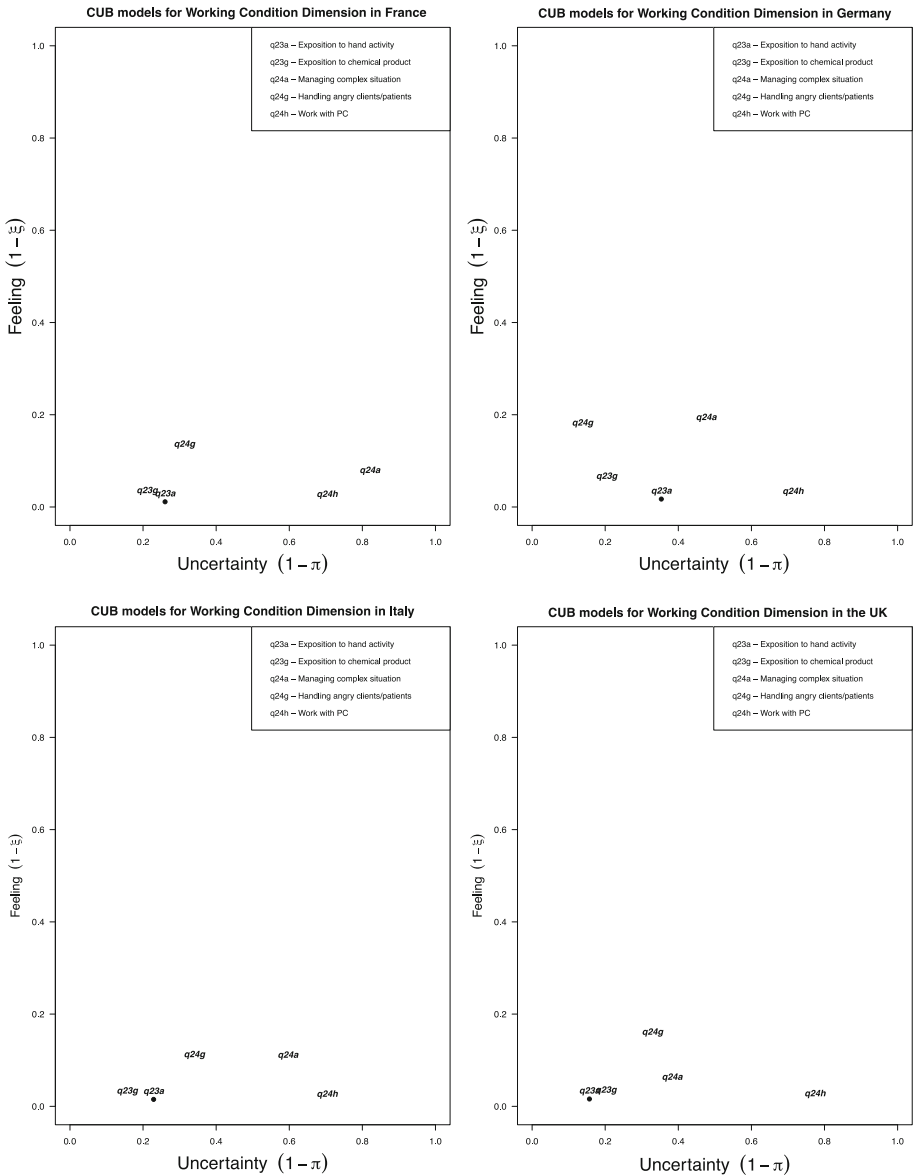 CUB models for Working Condition Dimension in France
q23a – Exposition to hand activity
q23g – Exposition to chemical product
q24a – Managing complex situation
q24g – Handling angry clients/patients
q24h – Work with PC
Feeling (1 − ξ)
1.0
0.8
0.6
0.4
0.2
0.0
q24g
q24a
q23g
q23a
q24h
0.0 0.2 0.4 0.6 0.8 1.0
Uncertainty (1 − π)
CUB models for Working Condition Dimension in Germany
q23a – Exposition to hand activity
q23g – Exposition to chemical product
q24a – Managing complex situation
q24g – Handling angry clients/patients
q24h – Work with PC
Feeling (1 − ξ)
1.0
0.8
0.6
0.4
0.2
0.0
q24a
q24g
q23g
q23a
q24h
0.0 0.2 0.4 0.6 0.8 1.0
Uncertainty (1 − π)
CUB models for Working Condition Dimension in Italy
q23a – Exposition to hand activity
q23g – Exposition to chemical product
q24a – Managing complex situation
q24g – Handling angry clients/patients
q24h – Work with PC
Feeling (1 − ξ)
1.0
0.8
0.6
0.4
0.2
0.0
q24g
q24a
q23g
q23a
q24h
0.0 0.2 0.4 0.6 0.8 1.0
Uncertainty (1 − π)
CUB models for Working Condition Dimension in the UK
q23a – Exposition to hand activity
q23g – Exposition to chemical product
q24a – Managing complex situation
q24g – Handling angry clients/patients
q24h – Work with PC
Feeling (1 − ξ)
1.0
0.8
0.6
0.4
0.2
0.0
q24g
q24a
q23a
q23g
q24h
0.0 0.2 0.4 0.6 0.8 1.0
Uncertainty (1 − π)